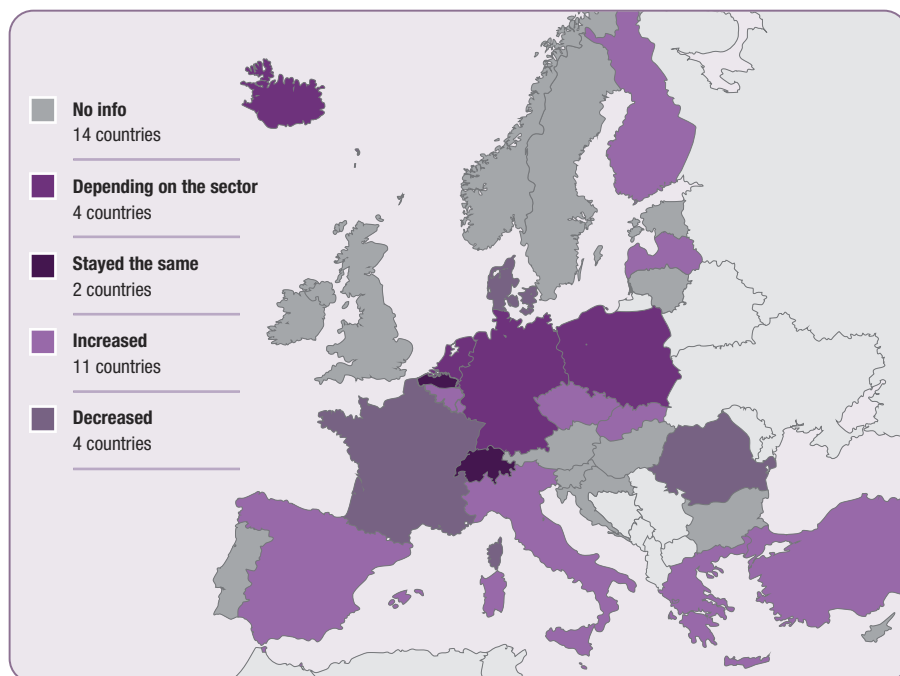 No info
14 countries
Depending on the sector
4 countries
Stayed the same
2 countries
Increased
11 countries
Decreased
4 countries